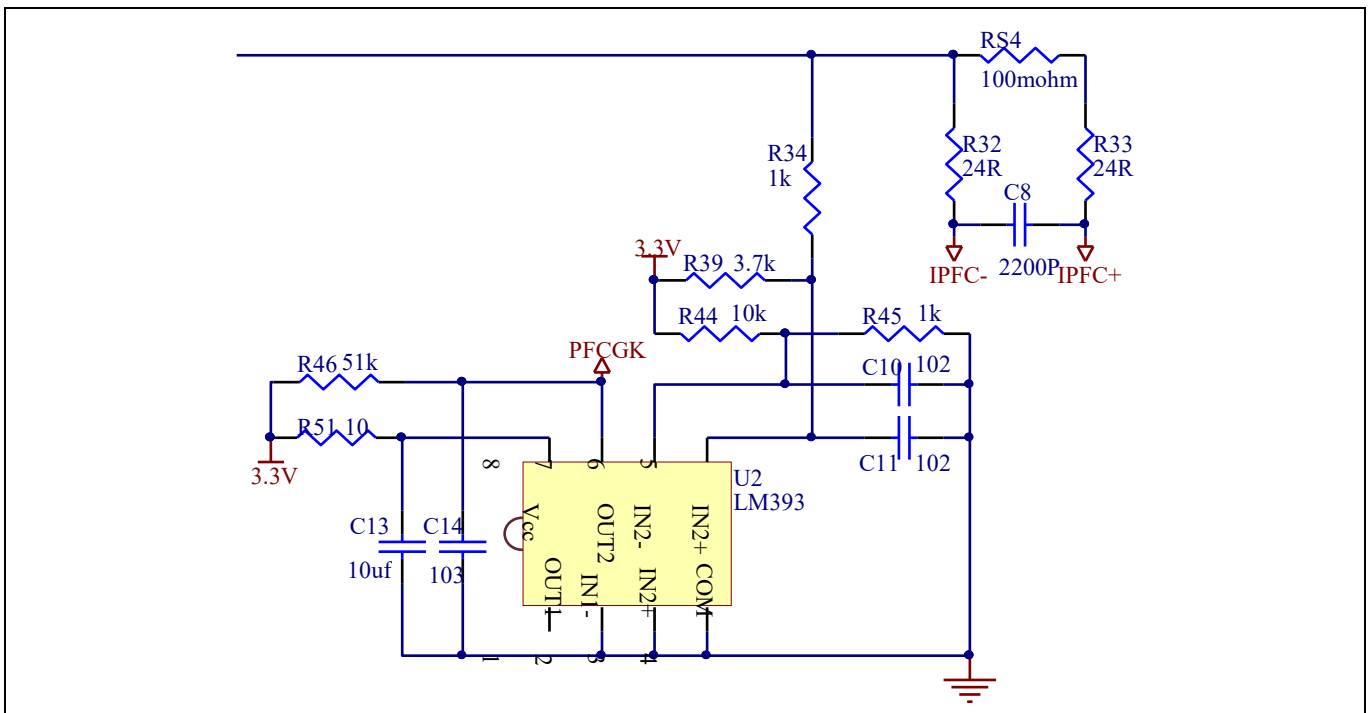 RS4
100mohm
R34
1k
R32
24R
R33
24R
C8
2200P
IPFC-
IPFC+
3.3V
R39 3.7k
R44 10k
R45 1k
PFCGK
R46 51k
C10 102
R51 10
3.3V
C11 102
8 7 6 5
U2
LM393
Vcc
OUT2
IN2-
IN2+
C13
10uf
C14
103
OUT1
IN1-
IN2+
COM
1 2 3 4